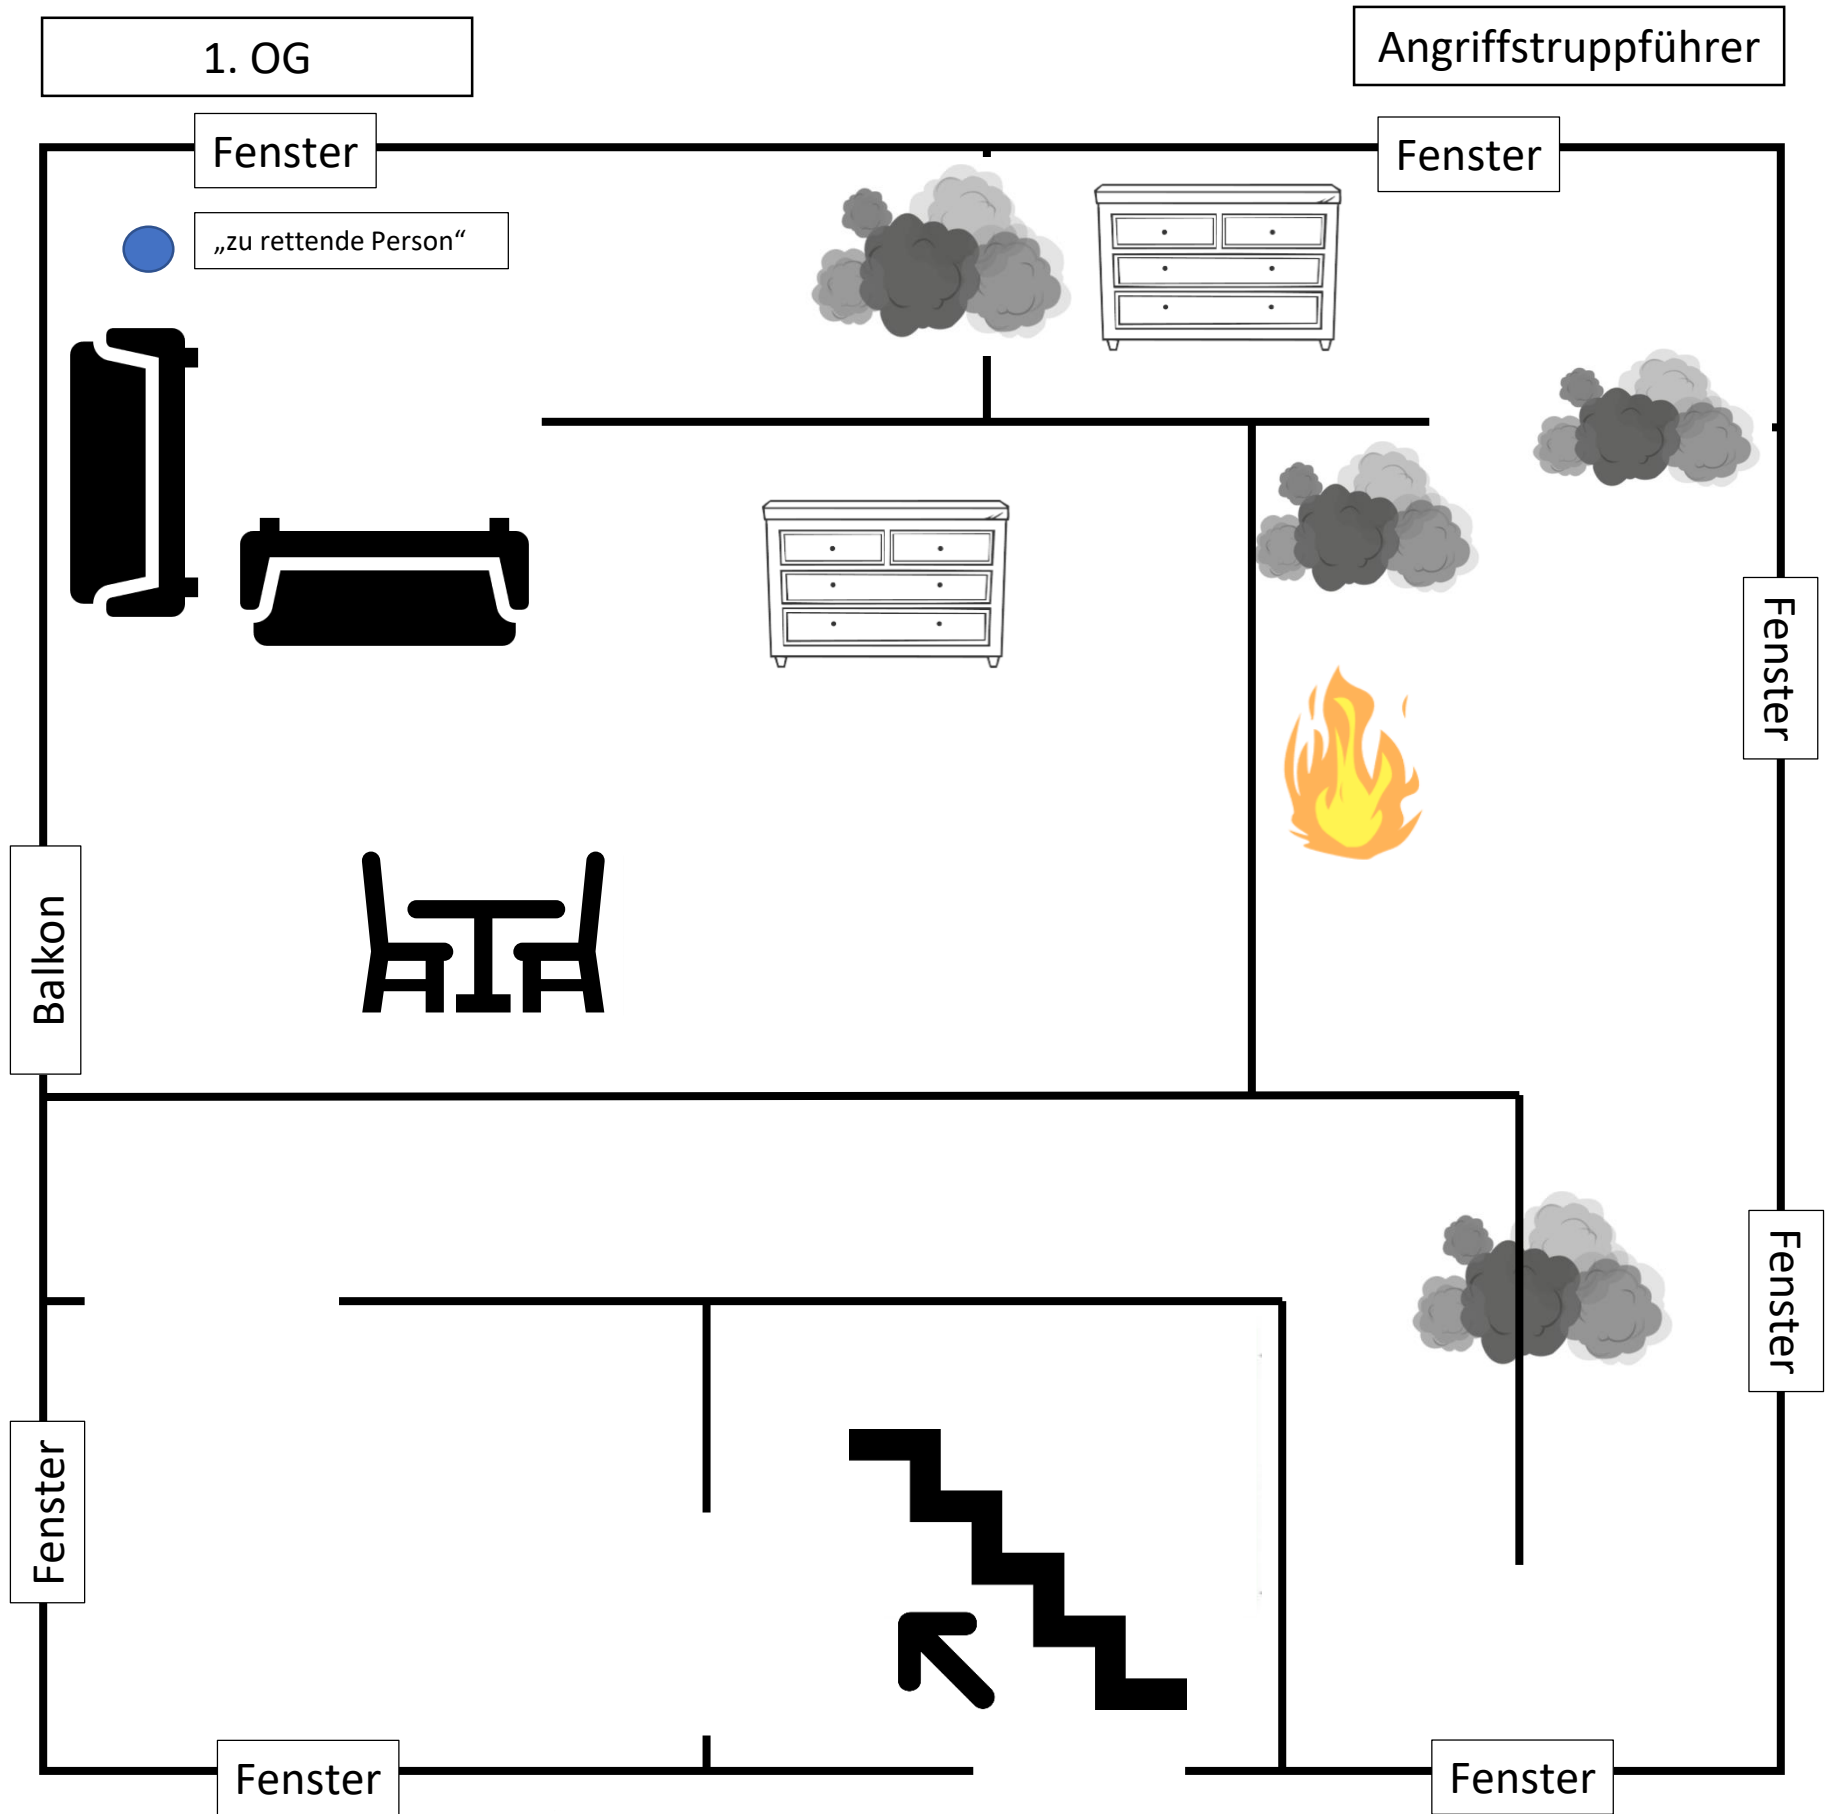 1. OG
Angriffstruppführer
Fenster
Fenster
„zu rettende Person“
Fenster
Balkon
Fenster
Fenster
Fenster
Fenster